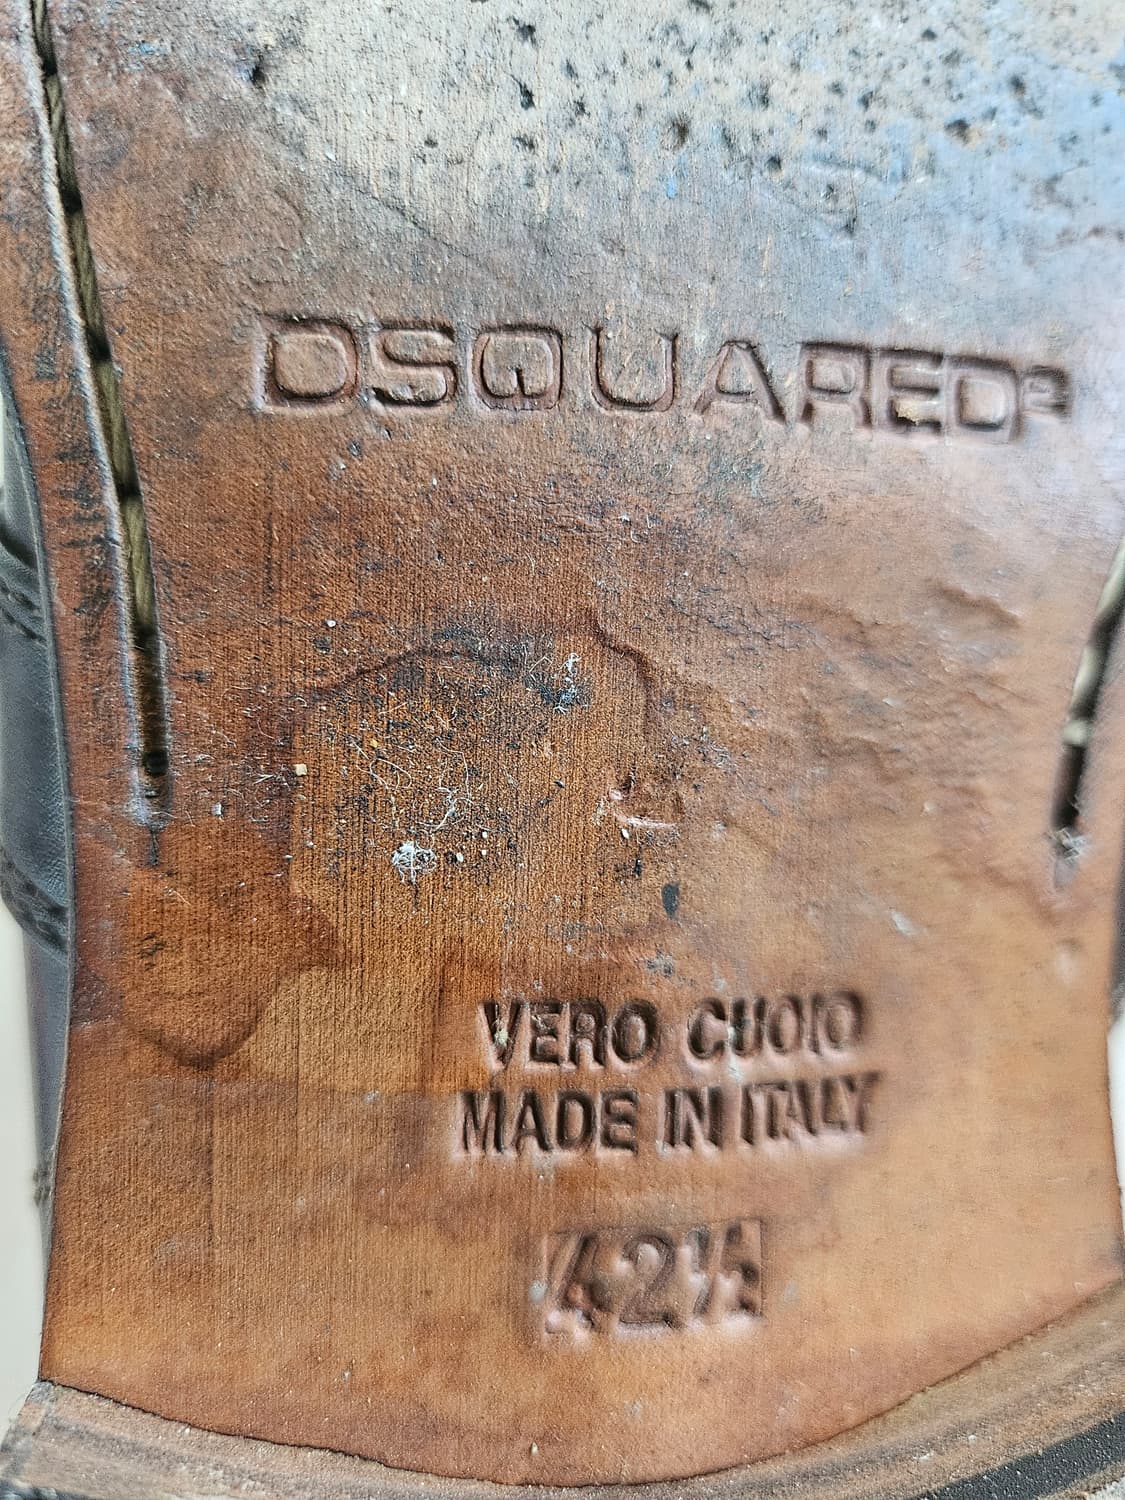 DSQUARED²
VERO CUOIO
MADE IN ITALY
42½